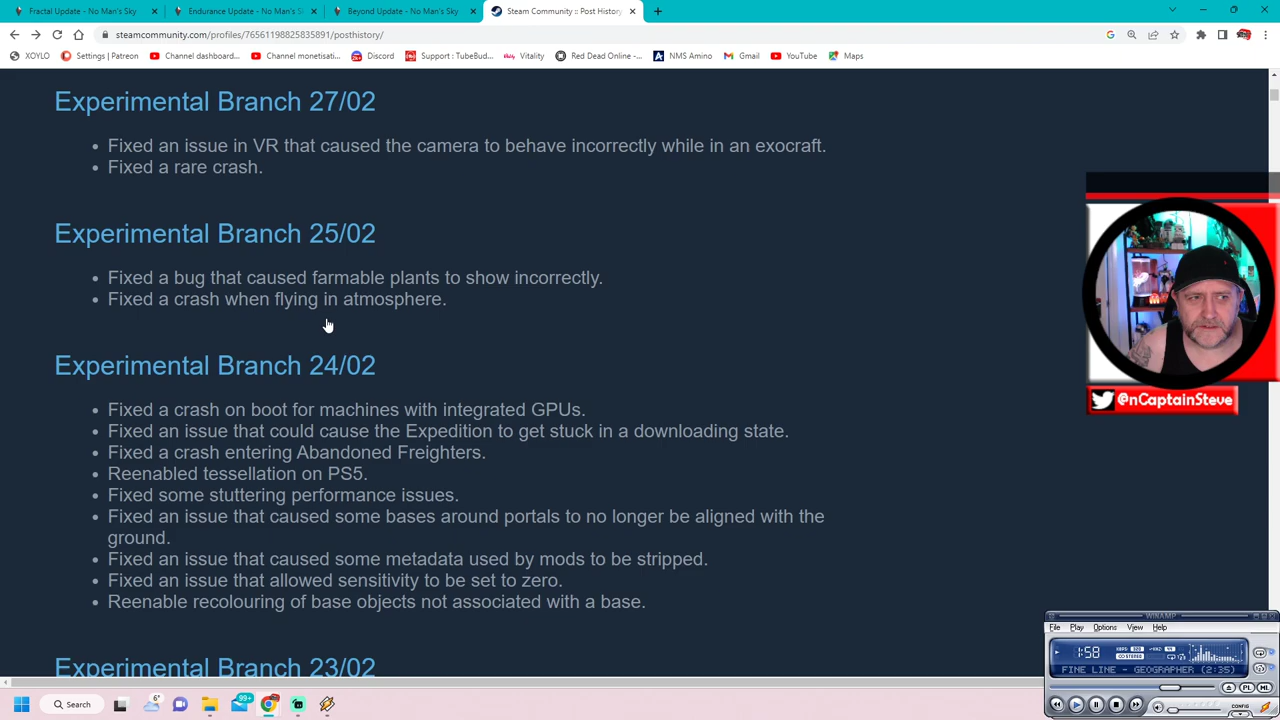 Fractal Update - No Man's Sky
Endurance Update - No Man's Sk
Beyond Update - No Man's Sky
Steam Community :: Post History
steamcommunity.com/profiles/76561198825835891/posthistory/
XOYLO
Settings | Patreon
Channel dashboard...
Channel monetisati...
Discord
Support : TubeBud...
Vitality
Red Dead Online -...
NMS Amino
Gmail
YouTube
Maps
Experimental Branch 27/02
• Fixed an issue in VR that caused the camera to behave incorrectly while in an exocraft.
• Fixed a rare crash.
Experimental Branch 25/02
• Fixed a bug that caused farmable plants to show incorrectly.
• Fixed a crash when flying in atmosphere.
Experimental Branch 24/02
• Fixed a crash on boot for machines with integrated GPUs.
• Fixed an issue that could cause the Expedition to get stuck in a downloading state.
• Fixed a crash entering Abandoned Freighters.
• Reenabled tessellation on PS5.
• Fixed some stuttering performance issues.
• Fixed an issue that caused some bases around portals to no longer be aligned with the
ground.
• Fixed an issue that caused some metadata used by mods to be stripped.
• Fixed an issue that allowed sensitivity to be set to zero.
• Reenable recolouring of base objects not associated with a base.
Experimental Branch 23/02
@nCaptainSteve
WINAMP
File Play Options View Help
1:58
STEREO
FINE LINE - GEOGRAPHER (2:35)
PL
ML
CONFIG
6°
99+
Search